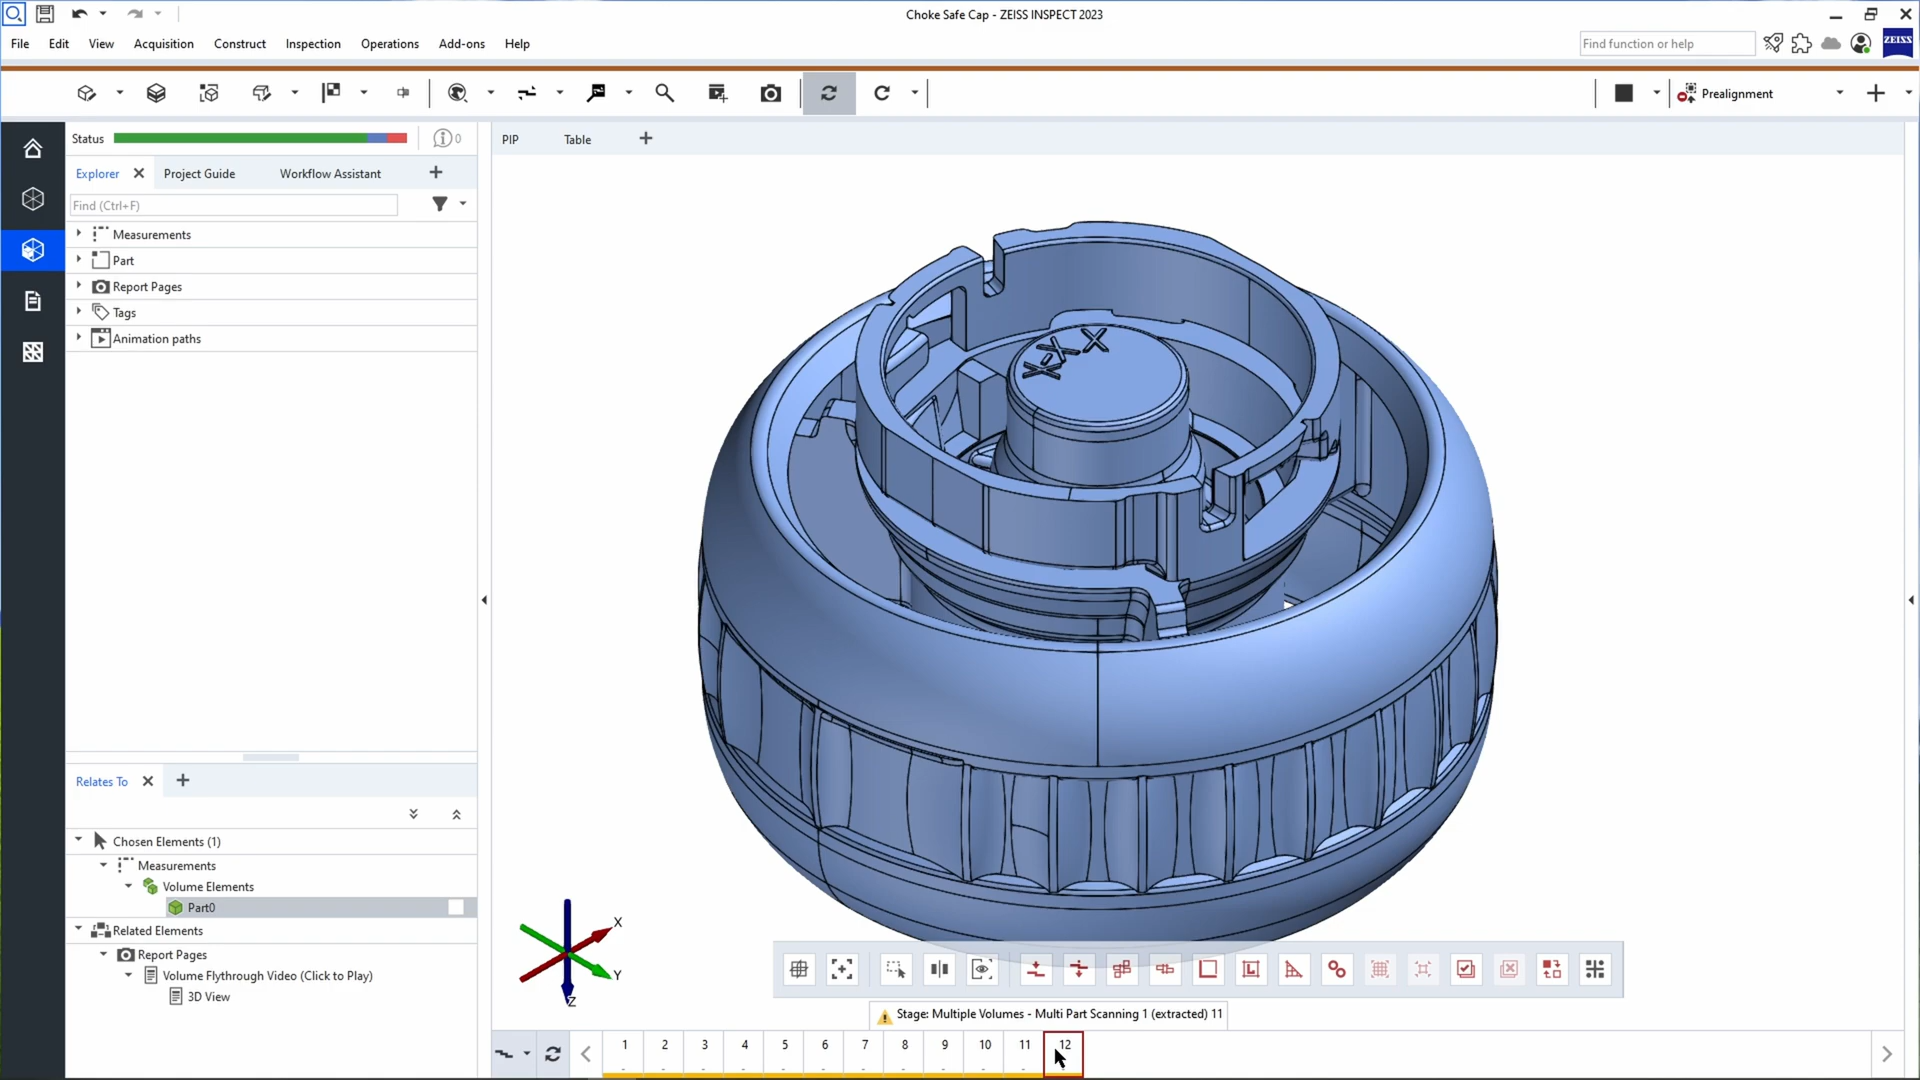 Choke Safe Cap - ZEISS INSPECT 2023
File Edit View Acquisition Construct Inspection Operations Add-ons Help
Find function or help
ZEISS
Prealignment
Status
0
PIP Table
Explorer Project Guide Workflow Assistant
Find (Ctrl+F)
Measurements
Part
Report Pages
Tags
Animation paths
X X-X
Relates To
Chosen Elements (1)
Measurements
Volume Elements
Part0
Related Elements
Report Pages
Volume Flythrough Video (Click to Play)
3D View
X
Y
Z
Stage: Multiple Volumes - Multi Part Scanning 1 (extracted) 11
1 2 3 4 5 6 7 8 9 10 11 12
- - - - - - - - - - - -